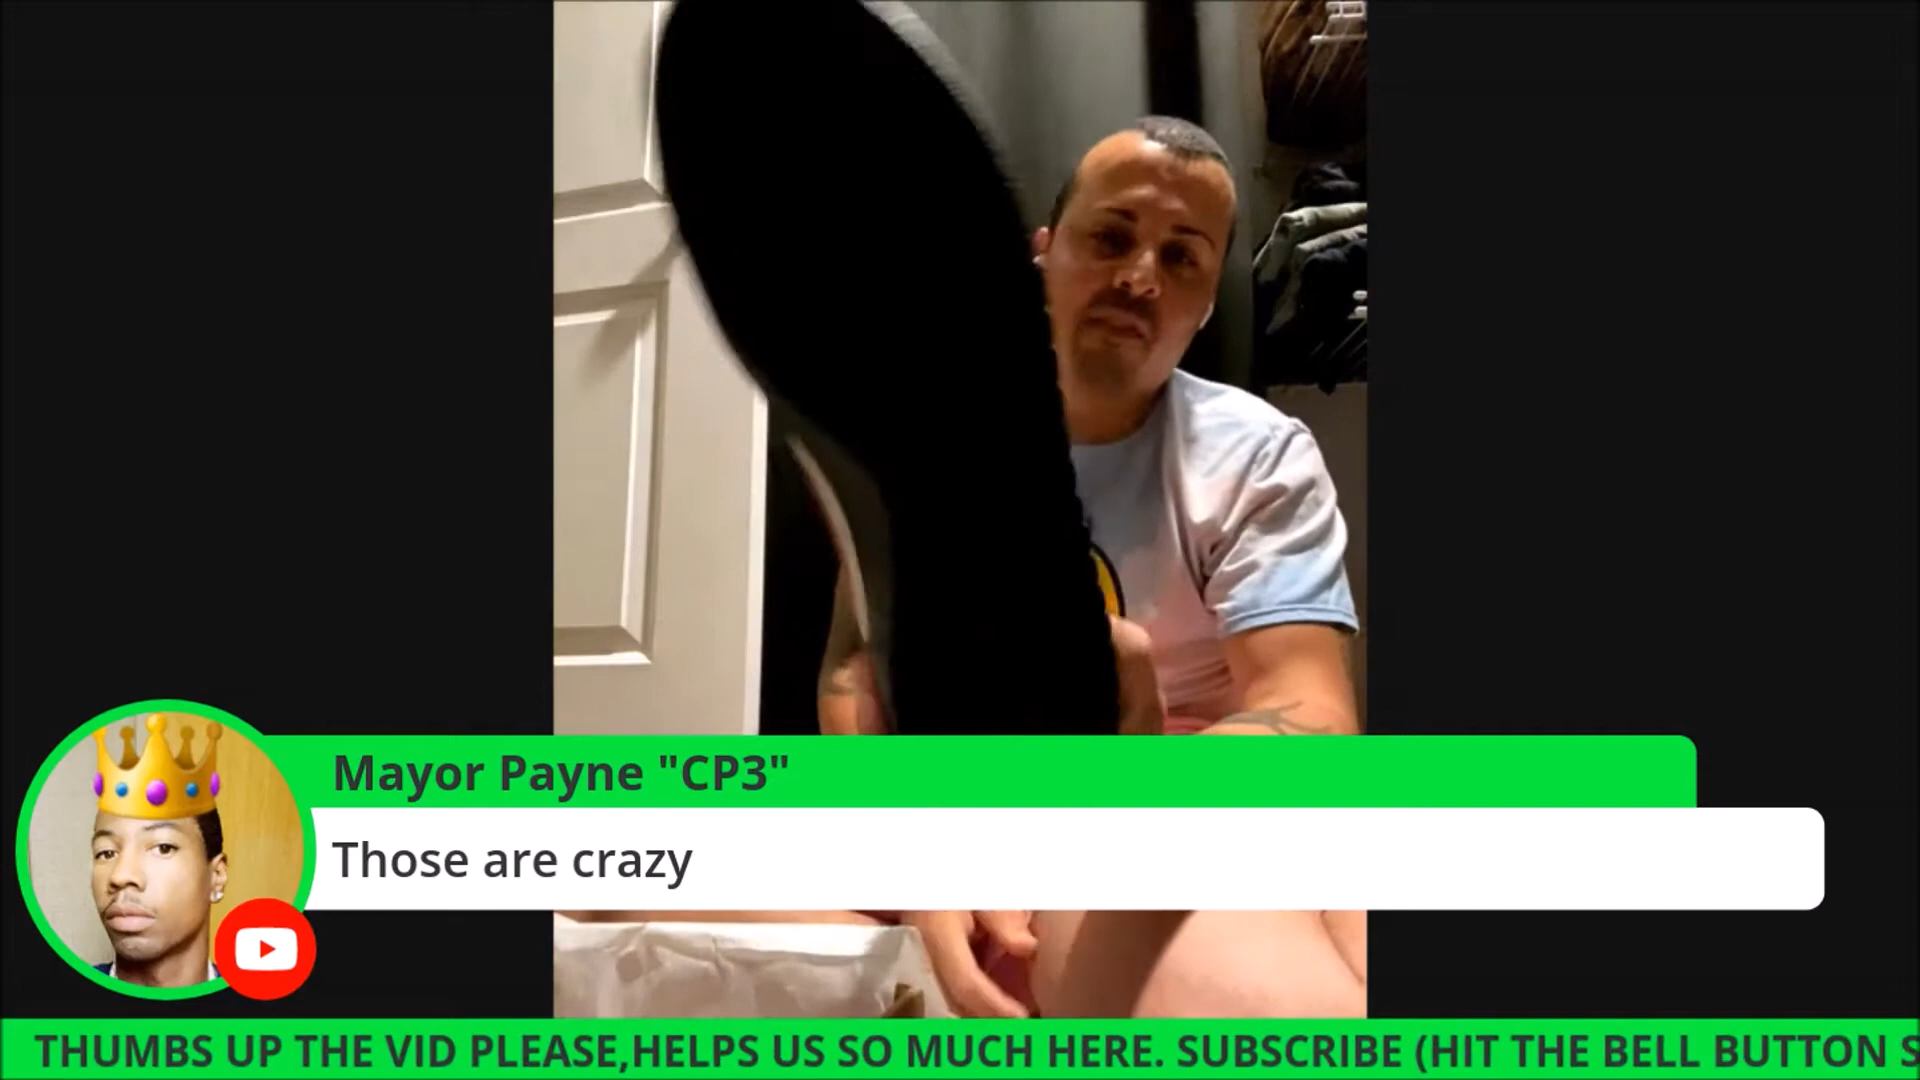 Mayor Payne "CP3"
Those are crazy
THUMBS UP THE VID PLEASE,HELPS US SO MUCH HERE. SUBSCRIBE (HIT THE BELL BUTTON S